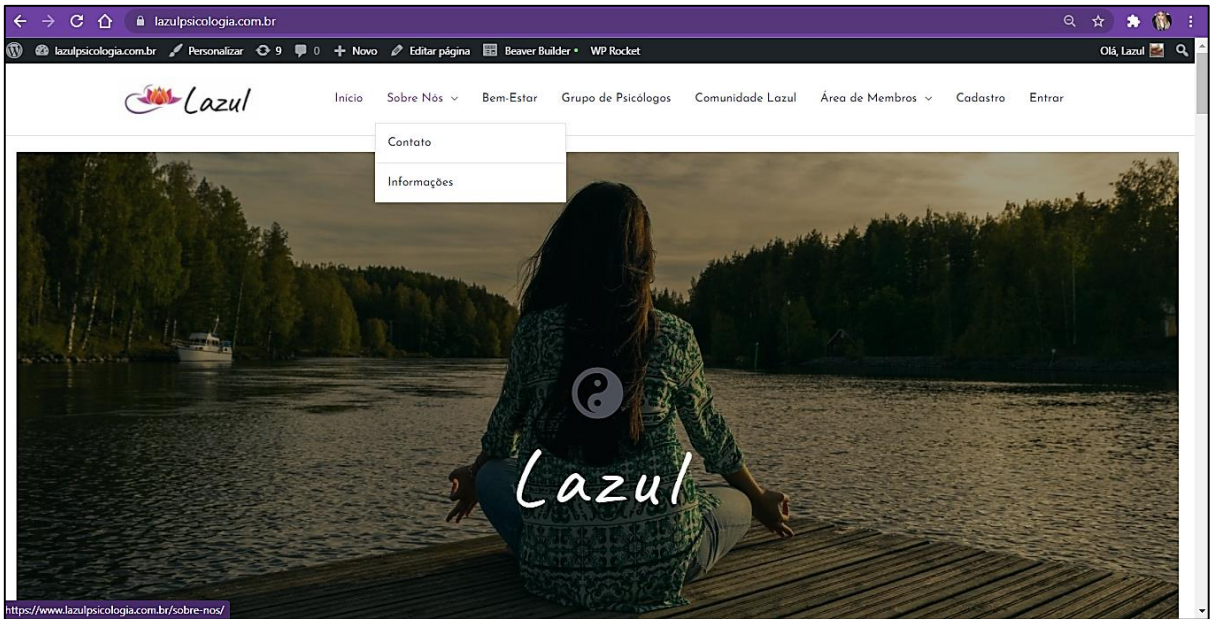 lazulpsicologia.com.br
lazulpsicologia.com.br Personalizar 9 0 Novo Editar página Beaver Builder WP Rocket Olá, Lazul
Lazul Início Sobre Nós Bem-Estar Grupo de Psicólogos Comunidade Lazul Área de Membros Cadastro Entrar
Contato
Informações
Lazul
https://www.lazulpsicologia.com.br/sobre-nos/